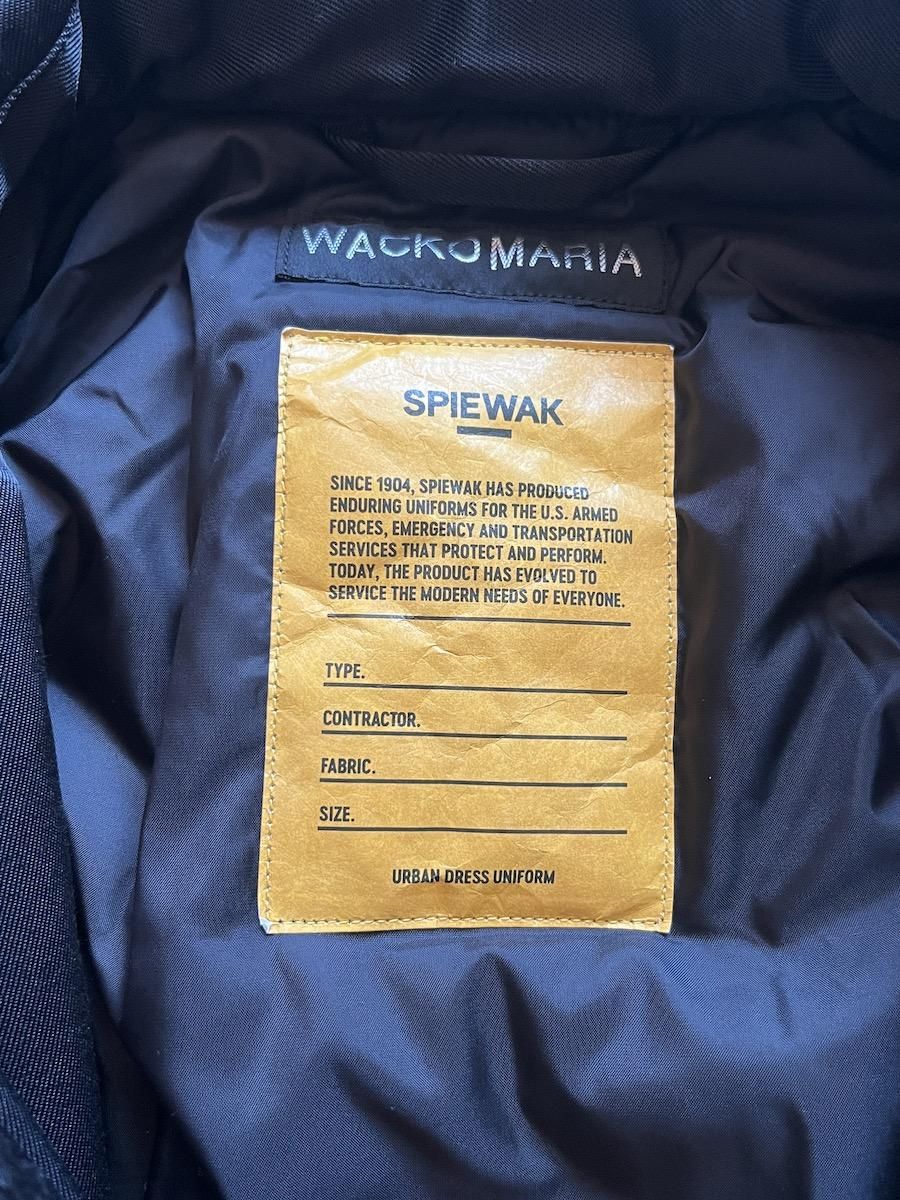 WACKO MARIA
SPIEWAK
SINCE 1904, SPIEWAK HAS PRODUCED
ENDURING UNIFORMS FOR THE U.S. ARMED
FORCES, EMERGENCY AND TRANSPORTATION
SERVICES THAT PROTECT AND PERFORM.
TODAY, THE PRODUCT HAS EVOLVED TO
SERVICE THE MODERN NEEDS OF EVERYONE.
TYPE.
CONTRACTOR.
FABRIC.
SIZE.
URBAN DRESS UNIFORM